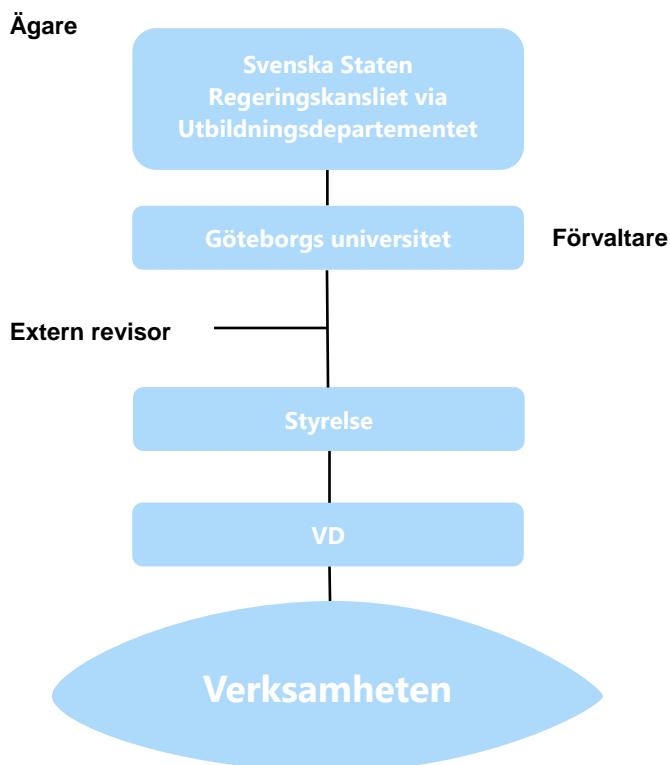 Ägare
Svenska Staten
Regeringskansliet via
Utbildningsdepartementet
Göteborgs universitet
Förvaltare
Extern revisor
Styrelse
VD
Verksamheten